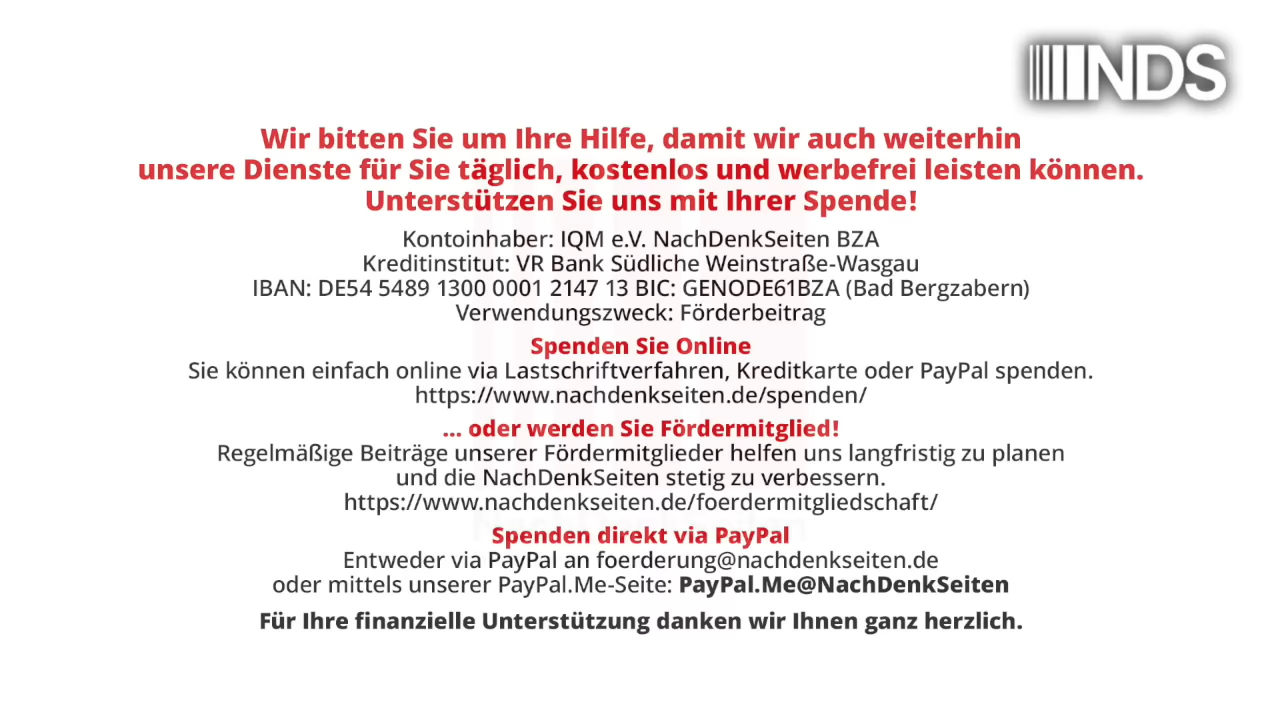 NDS
Wir bitten Sie um Ihre Hilfe, damit wir auch weiterhin
unsere Dienste für Sie täglich, kostenlos und werbefrei leisten können.
Unterstützen Sie uns mit Ihrer Spende!
Kontoinhaber: IQM e.V. NachDenkSeiten BZA
Kreditinstitut: VR Bank Südliche Weinstraße-Wasgau
IBAN: DE54 5489 1300 0001 2147 13 BIC: GENODE61BZA (Bad Bergzabern)
Verwendungszweck: Förderbeitrag
Spenden Sie Online
Sie können einfach online via Lastschriftverfahren, Kreditkarte oder PayPal spenden.
https://www.nachdenkseiten.de/spenden/
... oder werden Sie Fördermitglied!
Regelmäßige Beiträge unserer Fördermitglieder helfen uns langfristig zu planen
und die NachDenkSeiten stetig zu verbessern.
https://www.nachdenkseiten.de/foerdermitgliedschaft/
Spenden direkt via PayPal
Entweder via PayPal an foerderung@nachdenkseiten.de
oder mittels unserer PayPal.Me-Seite: PayPal.Me@NachDenkSeiten
Für Ihre finanzielle Unterstützung danken wir Ihnen ganz herzlich.